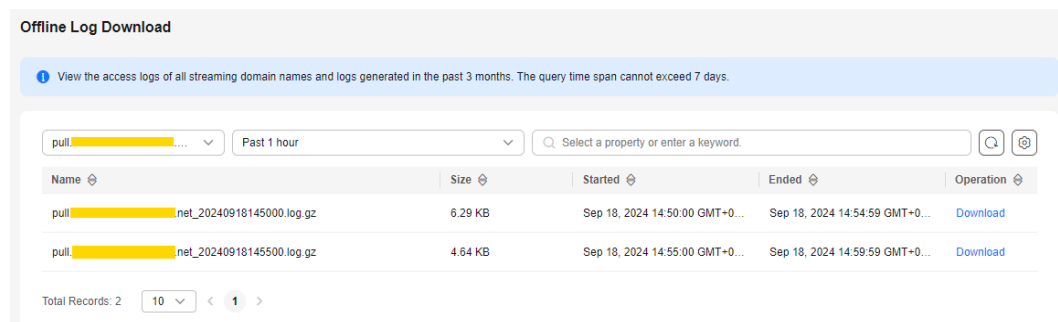 Offline Log Download
View the access logs of all streaming domain names and logs generated in the past 3 months. The query time span cannot exceed 7 days.
pull. .... Past 1 hour Select a property or enter a keyword.
Name Size Started Ended Operation
pull .net_20240918145000.log.gz 6.29 KB Sep 18, 2024 14:50:00 GMT+0... Sep 18, 2024 14:54:59 GMT+0... Download
pull. .net_20240918145500.log.gz 4.64 KB Sep 18, 2024 14:55:00 GMT+0... Sep 18, 2024 14:59:59 GMT+0... Download
Total Records: 2 10 < 1 >